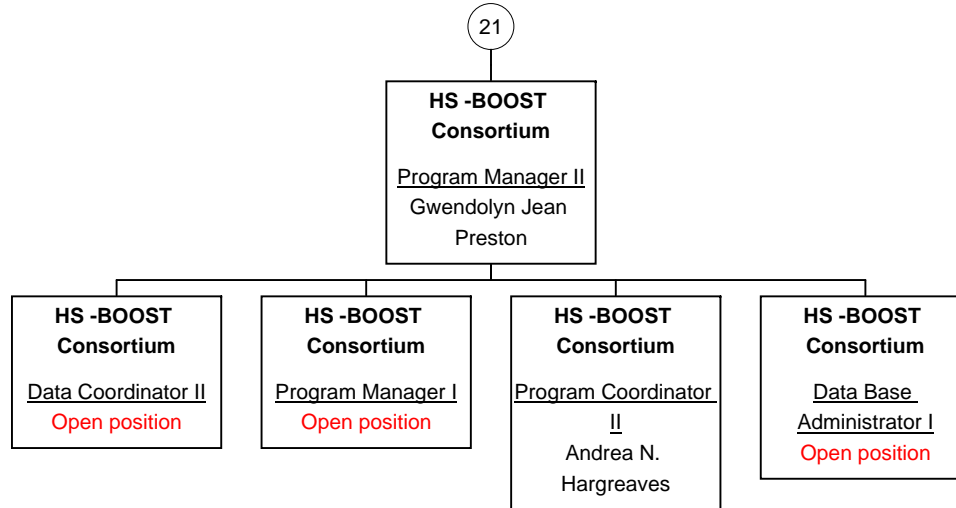 21
HS -BOOST
Consortium
Program Manager II
Gwendolyn Jean
Preston
HS -BOOST
Consortium
Data Coordinator II
Open position
HS -BOOST
Consortium
Program Manager I
Open position
HS -BOOST
Consortium
Program Coordinator
II
Andrea N.
Hargreaves
HS -BOOST
Consortium
Data Base
Administrator I
Open position